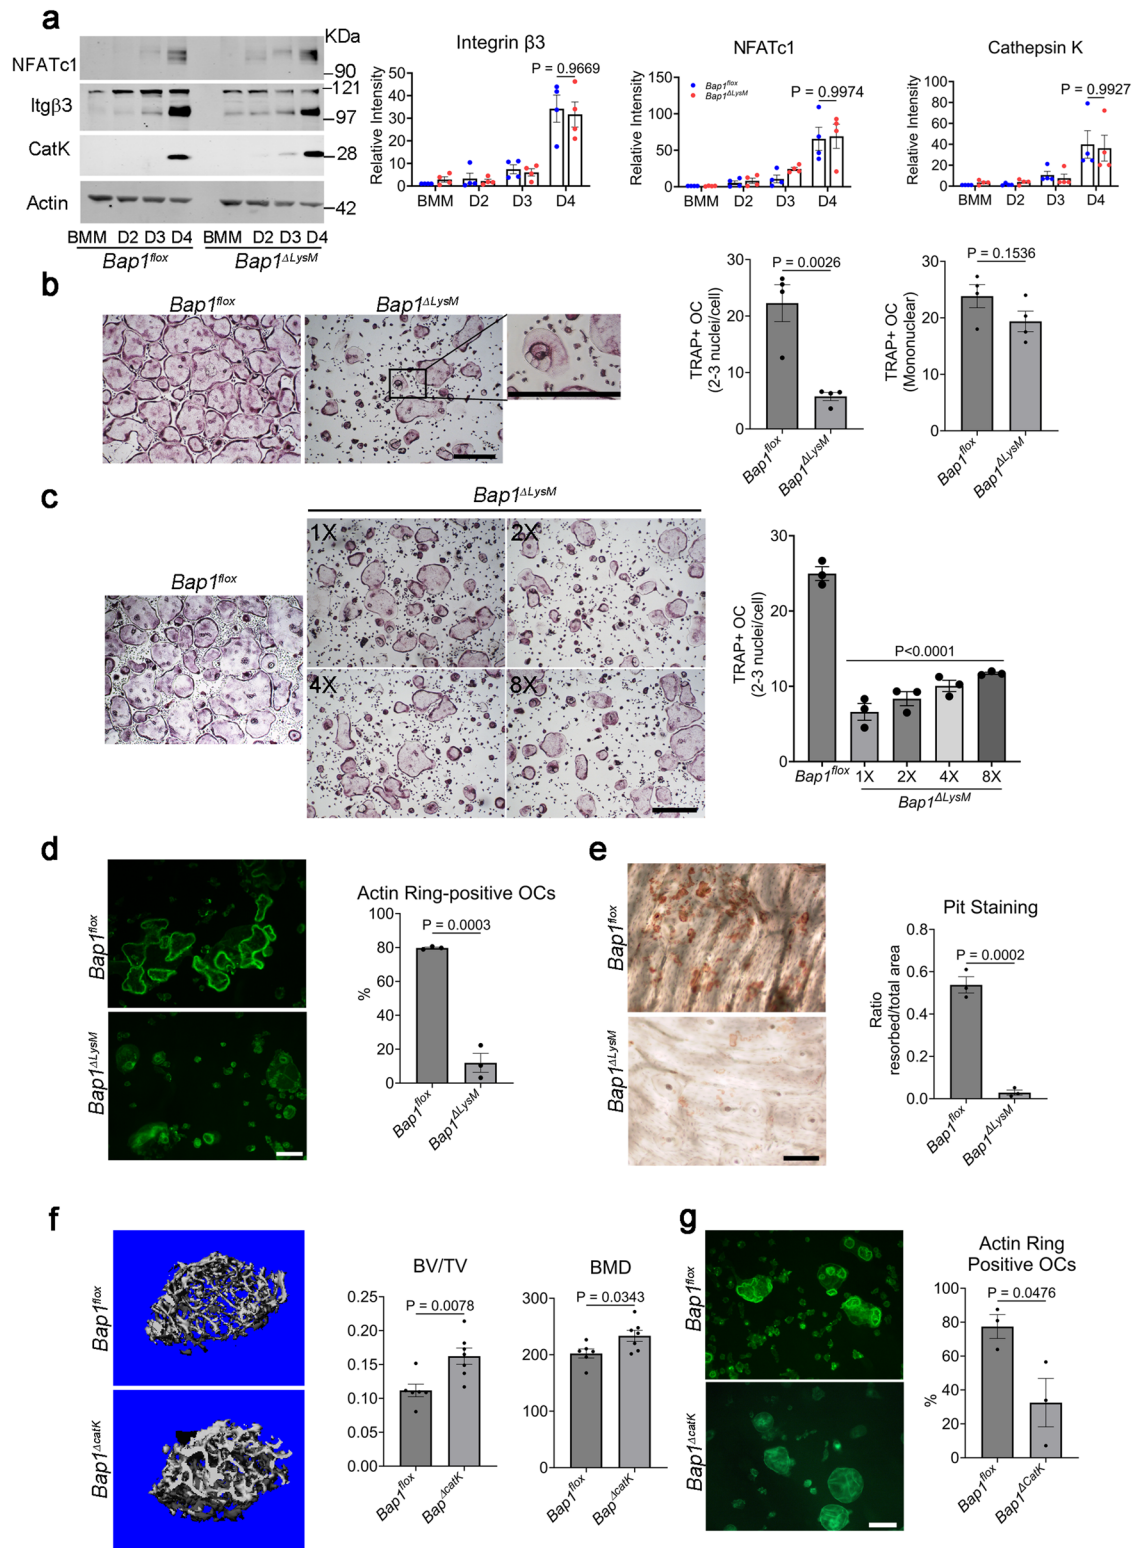 a
KDa
NFATc1
90
Itgβ3
121
97
CatK
28
Actin
42
BMM D2 D3 D4 BMM D2 D3 D4
Bap1flox Bap1ΔLysM
Integrin β3
P = 0.9669
Relative Intensity
50
40
30
20
10
0
BMM D2 D3 D4
NFATc1
Bap1flox
Bap1ΔLysM
P = 0.9974
Relative Intensity
150
100
50
0
BMM D2 D3 D4
Cathepsin K
P = 0.9927
Relative Intensity
100
80
60
40
20
0
BMM D2 D3 D4
b
Bap1flox
Bap1ΔLysM
P = 0.0026
TRAP+ OC
(2-3 nuclei/cell)
30
20
10
0
Bap1flox
Bap1ΔLysM
P = 0.1536
TRAP+ OC
(Mononuclear)
30
20
10
0
Bap1flox
Bap1ΔLysM
c
Bap1flox
Bap1ΔLysM
1X
2X
4X
8X
TRAP+ OC
(2-3 nuclei/cell)
30
20
10
0
P<0.0001
Bap1flox 1X 2X 4X 8X
Bap1ΔLysM
d
Bap1flox
Bap1ΔLysM
Actin Ring-positive OCs
P = 0.0003
%
100
80
60
40
20
0
Bap1flox
Bap1ΔLysM
e
Bap1flox
Bap1ΔLysM
Pit Staining
P = 0.0002
Ratio
resorbed/total area
0.8
0.6
0.4
0.2
0.0
Bap1flox
Bap1ΔLysM
f
Bap1flox
Bap1ΔcatK
BV/TV
P = 0.0078
0.25
0.20
0.15
0.10
0.05
0.00
Bap1flox
BapΔcatK
BMD
P = 0.0343
300
200
100
0
Bap1flox
BapΔcatK
g
Bap1flox
Bap1ΔcatK
Actin Ring
Positive OCs
P = 0.0476
%
100
80
60
40
20
0
Bap1flox
Bap1ΔCatK